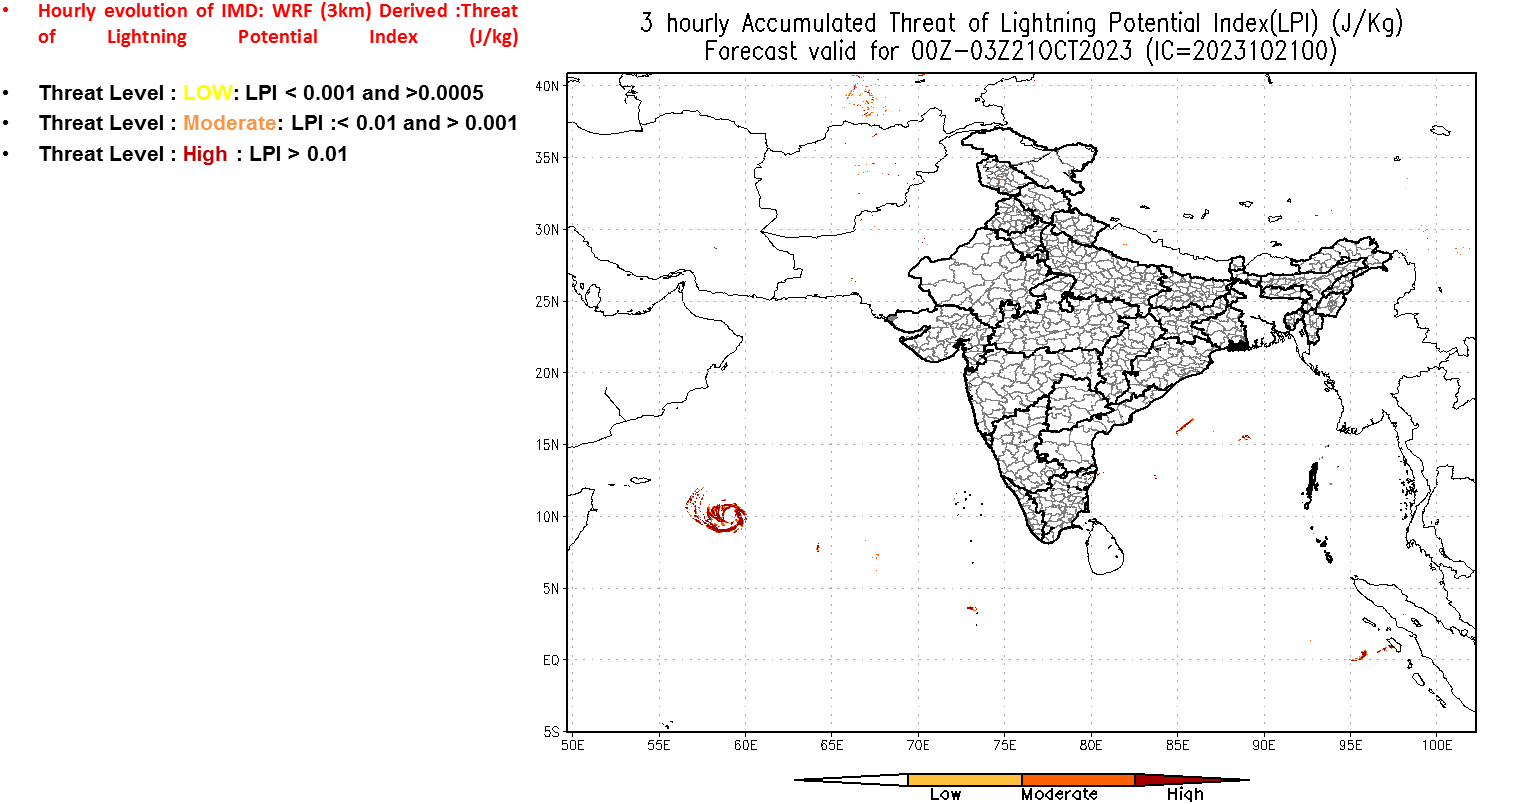 • Hourly evolution of IMD: WRF (3km) Derived :Threat
of Lightning Potential Index (J/kg)
• Threat Level : LOW: LPI < 0.001 and >0.0005
• Threat Level : Moderate: LPI :< 0.01 and > 0.001
• Threat Level : High : LPI > 0.01
3 hourly Accumulated Threat of Lightning Potential Index(LPI) (J/Kg)
Forecast valid for 00Z-03Z21OCT2023 (IC=2023102100)
40N
35N
30N
25N
20N
15N
10N
5N
EQ
5S
50E 55E 60E 65E 70E 75E 80E 85E 90E 95E 100E
Low Moderate High